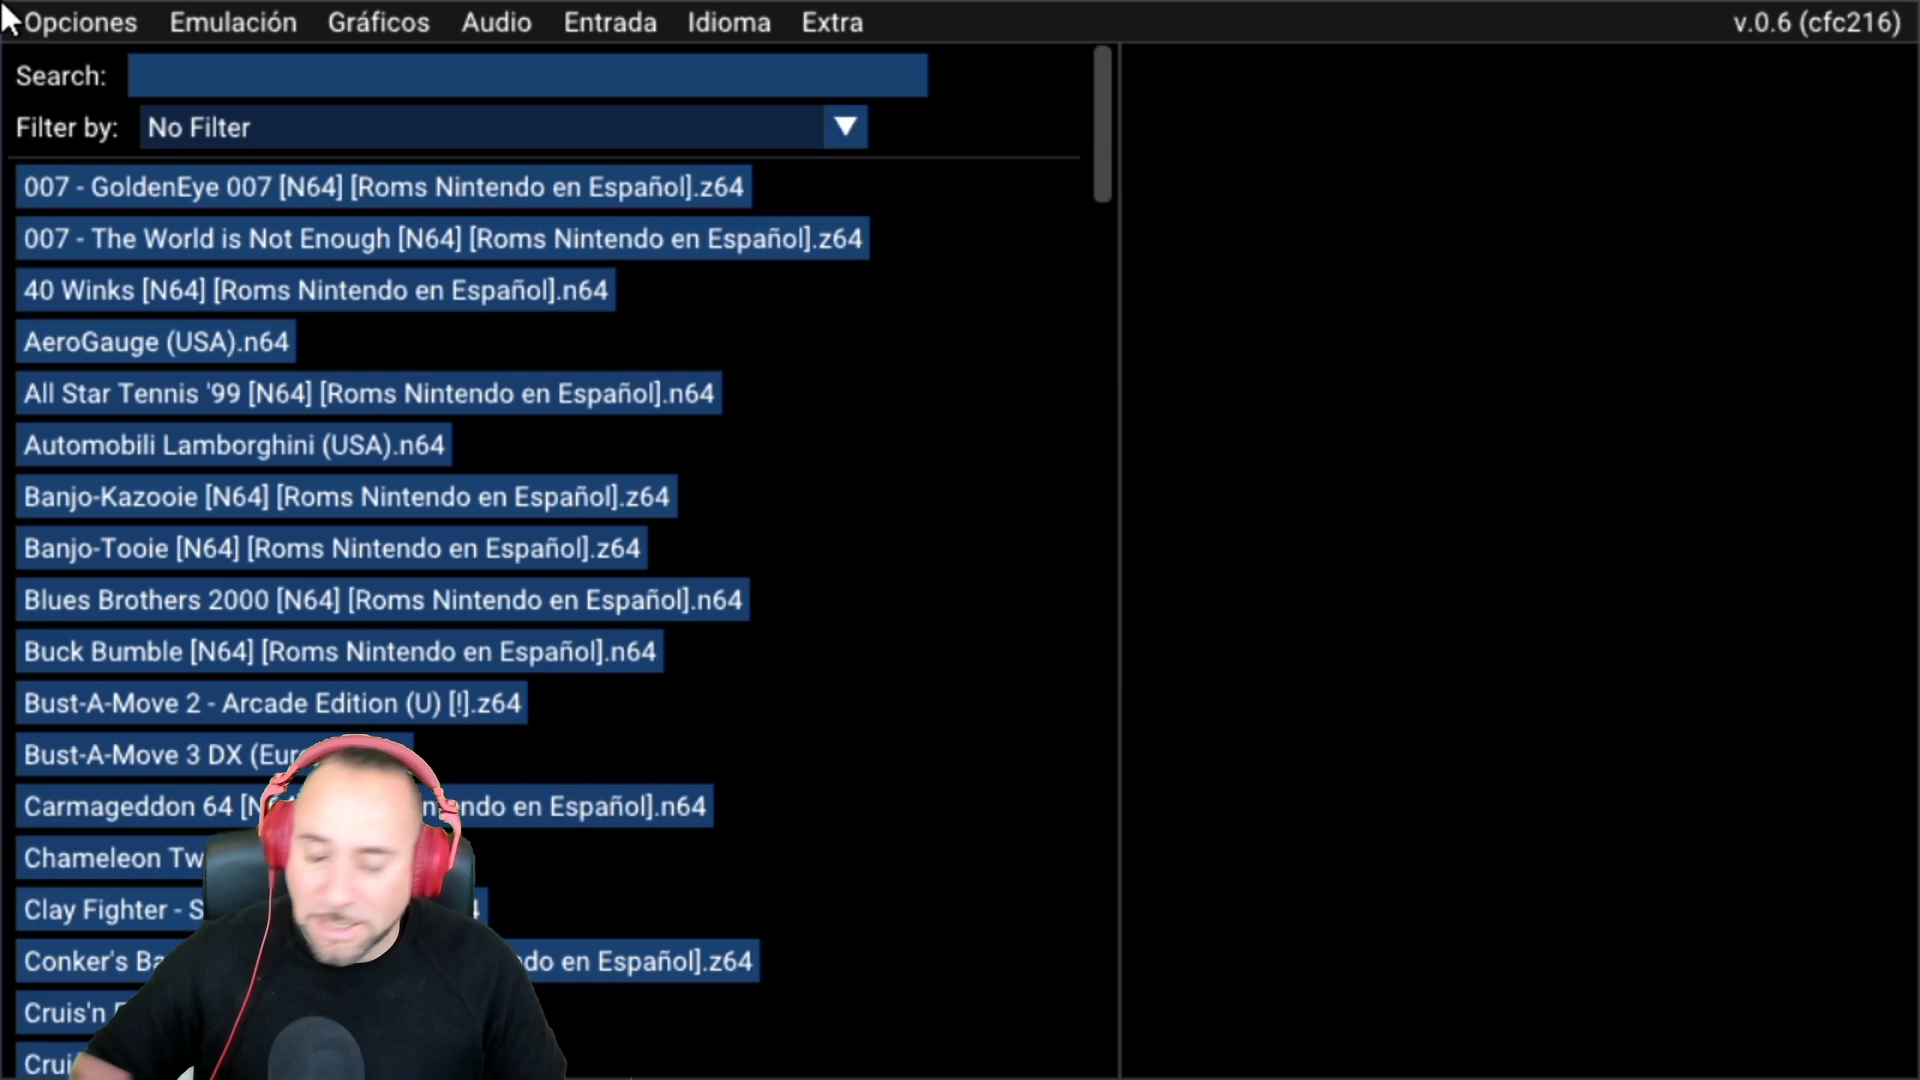 Opciones Emulación Gráficos Audio Entrada Idioma Extra v.0.6 (cfc216)
Search:
Filter by: No Filter
007 - GoldenEye 007 [N64] [Roms Nintendo en Español].z64
007 - The World is Not Enough [N64] [Roms Nintendo en Español].z64
40 Winks [N64] [Roms Nintendo en Español].n64
AeroGauge (USA).n64
All Star Tennis '99 [N64] [Roms Nintendo en Español].n64
Automobili Lamborghini (USA).n64
Banjo-Kazooie [N64] [Roms Nintendo en Español].z64
Banjo-Tooie [N64] [Roms Nintendo en Español].z64
Blues Brothers 2000 [N64] [Roms Nintendo en Español].n64
Buck Bumble [N64] [Roms Nintendo en Español].n64
Bust-A-Move 2 - Arcade Edition (U) [!].z64
Bust-A-Move 3 DX
Carmageddon 64 en Español].n64
Chameleon
Clay Fighter -
Conker's en Español].z64
Cruis'n